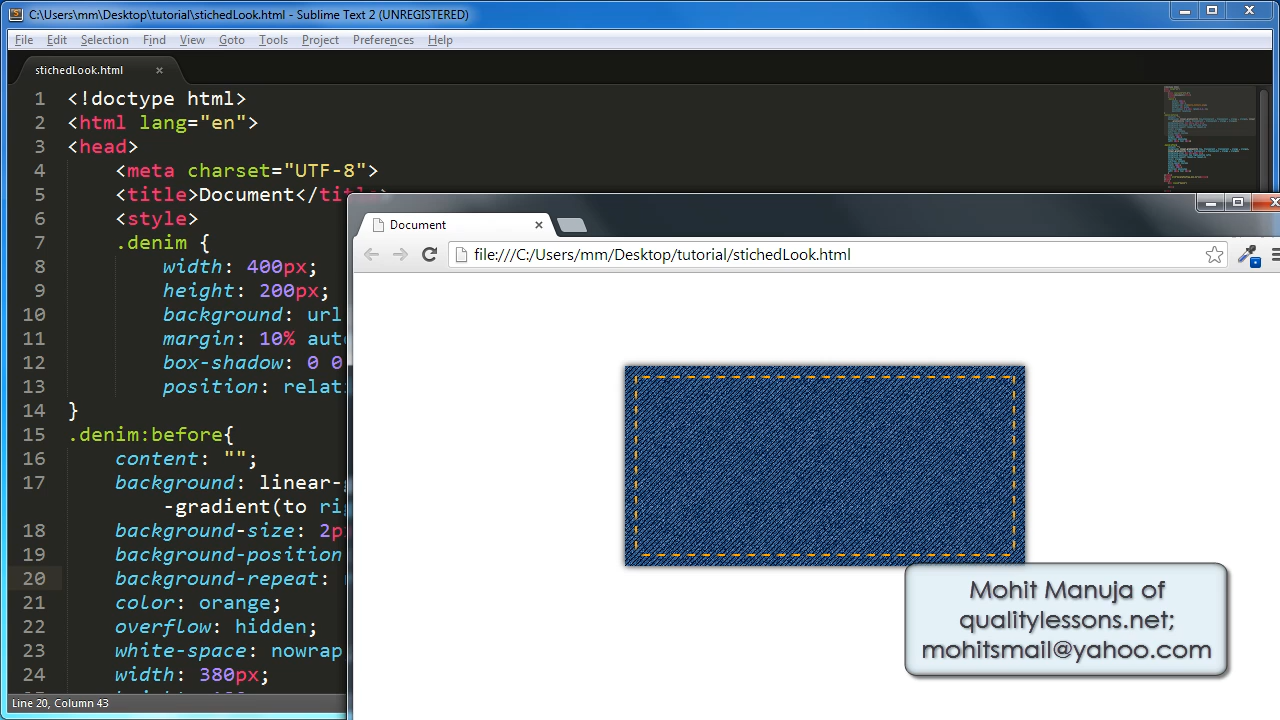 C:\Users\mm\Desktop\tutorial\stichedLook.html - Sublime Text 2 (UNREGISTERED)
File Edit Selection Find View Goto Tools Project Preferences Help
stichedLook.html ×
1 <!doctype html>
2 <html lang="en">
3 <head>
4 <meta charset="UTF-8">
5 <title>Document</title>
6 <style>
7 .denim {
8 width: 400px;
9 height: 200px;
10 background: url
11 margin: 10% aut
12 box-shadow: 0 0
13 position: relat
14 }
15 .denim:before{
16 content: "";
17 background: linear-
-gradient(to ri
18 background-size: 2p
19 background-position
20 background-repeat:
21 color: orange;
22 overflow: hidden;
23 white-space: nowrap
24 width: 380px;
Line 20, Column 43
Document ×
file:///C:/Users/mm/Desktop/tutorial/stichedLook.html
Mohit Manuja of
qualitylessons.net;
mohitsmail@yahoo.com